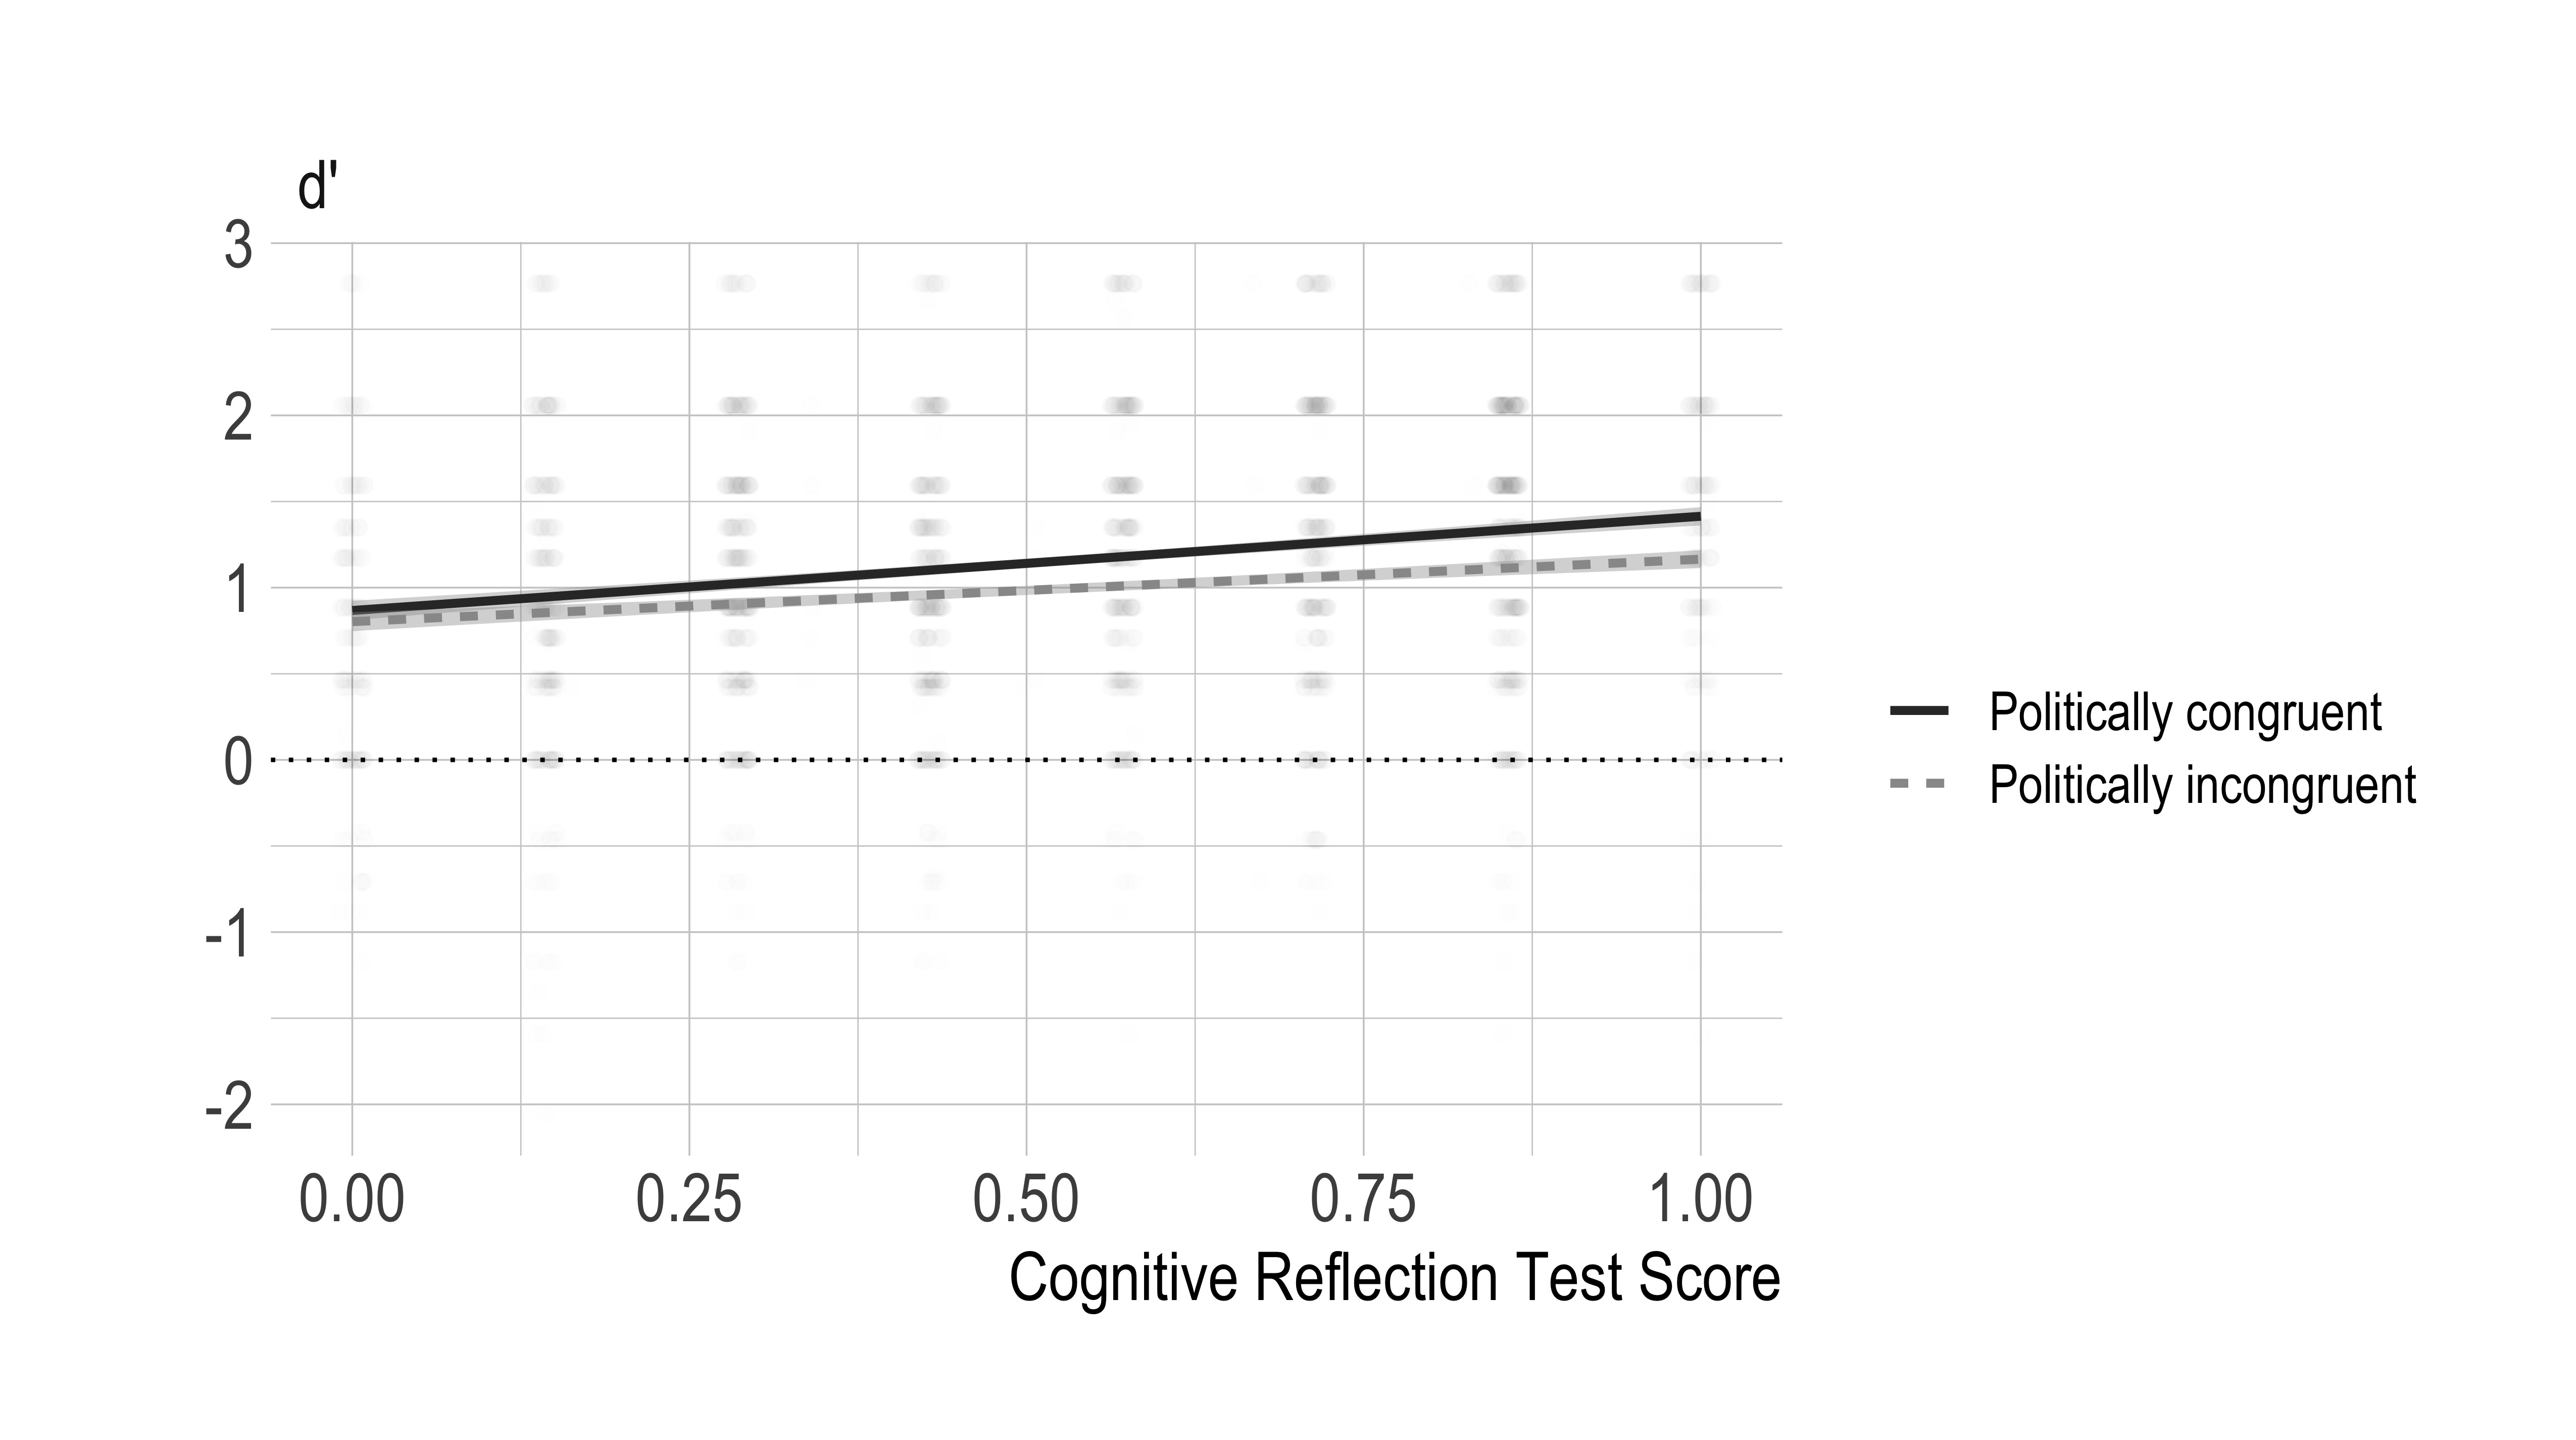 d'
3
2
1
0
-1
-2
0.00 0.25 0.50 0.75 1.00
Cognitive Reflection Test Score
Politically congruent
Politically incongruent